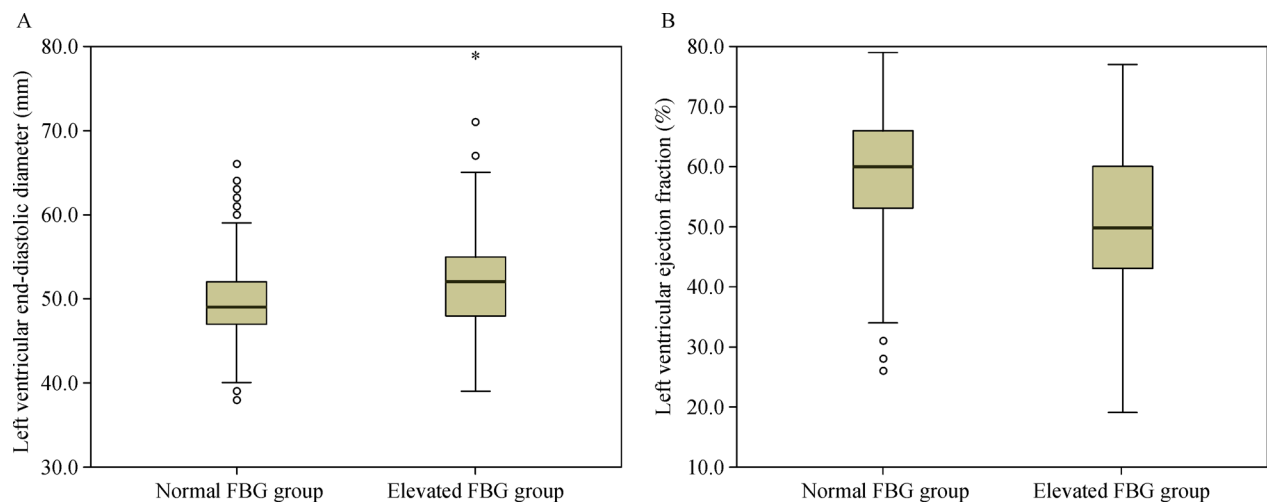 A
Left ventricular end-diastolic diameter (mm)
80.0
70.0
60.0
50.0
40.0
30.0
*
Normal FBG group
Elevated FBG group
B
Left ventricular ejection fraction (%)
80.0
70.0
60.0
50.0
40.0
30.0
20.0
10.0
Normal FBG group
Elevated FBG group